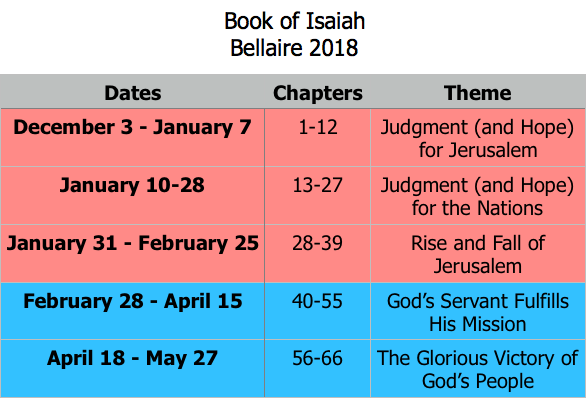 Book of Isaiah
Bellaire 2018
Dates Chapters Theme
December 3 - January 7 1-12 Judgment (and Hope)
for Jerusalem
January 10-28 13-27 Judgment (and Hope)
for the Nations
January 31 - February 25 28-39 Rise and Fall of
Jerusalem
February 28 - April 15 40-55 God’s Servant Fulfills
His Mission
April 18 - May 27 56-66 The Glorious Victory of
God’s People